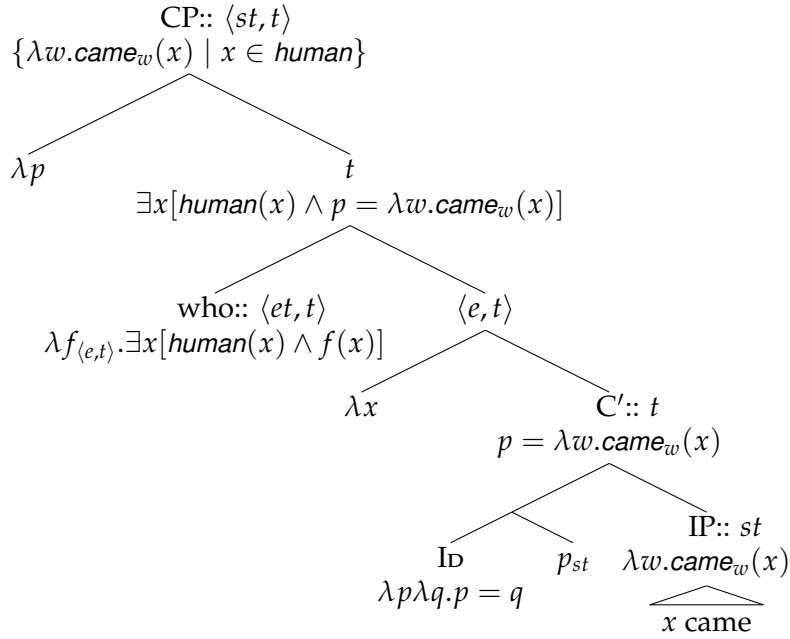 CP:: ⟨st, t⟩
{λw.came_w(x) | x ∈ human}
λp t
∃x[human(x) ∧ p = λw.came_w(x)]
who:: ⟨et, t⟩ ⟨e, t⟩
λf_⟨e,t⟩.∃x[human(x) ∧ f(x)]
λx C′:: t
p = λw.came_w(x)
ID p_st IP:: st
λpλq.p = q λw.came_w(x)
x came